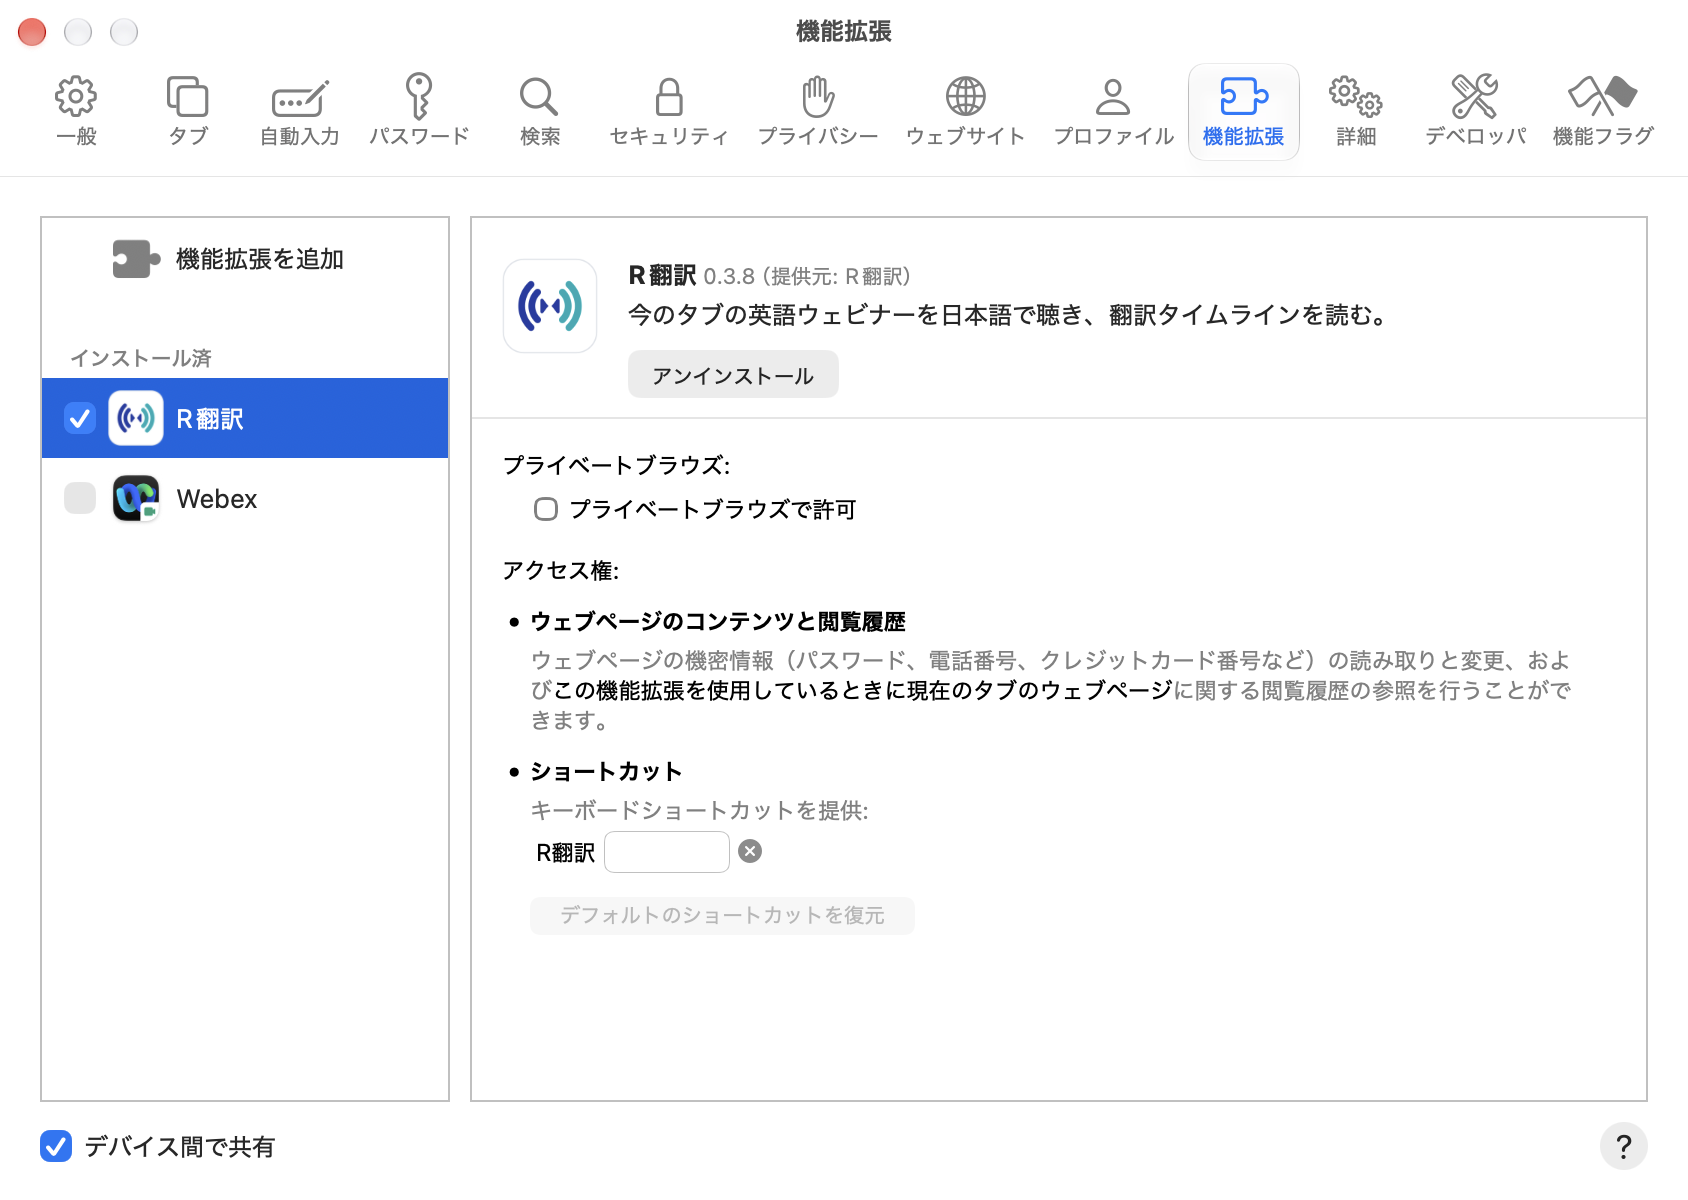 機能拡張
一般
タブ
自動入力
パスワード
検索
セキュリティ
プライバシー
ウェブサイト
プロファイル
機能拡張
詳細
デベロッパ
機能フラグ
機能拡張を追加
インストール済
R翻訳
Webex
R翻訳 0.3.8（提供元: R翻訳）
今のタブの英語ウェビナーを日本語で聴き、翻訳タイムラインを読む。
アンインストール
プライベートブラウズ:
プライベートブラウズで許可
アクセス権:
• ウェブページのコンテンツと閲覧履歴
ウェブページの機密情報（パスワード、電話番号、クレジットカード番号など）の読み取りと変更、およ
びこの機能拡張を使用しているときに現在のタブのウェブページに関する閲覧履歴の参照を行うことがで
きます。
• ショートカット
キーボードショートカットを提供:
R翻訳
デフォルトのショートカットを復元
デバイス間で共有
?